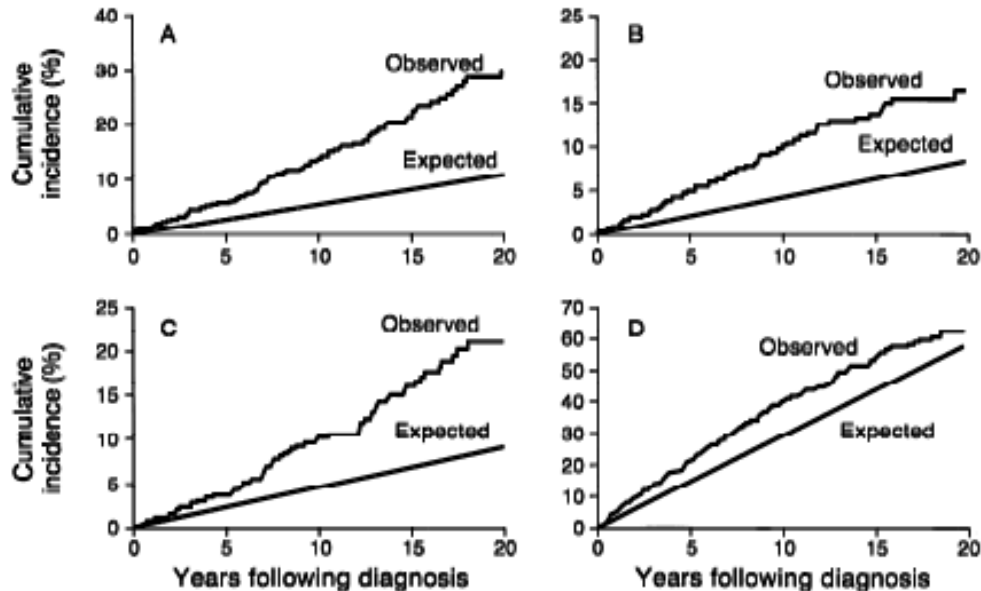 A
B
40
30
20
10
0
Cumulative
incidence (%)
Observed
Expected
0 5 10 15 20
25
20
15
10
5
0
Observed
Expected
0 5 10 15 20
C
D
25
20
15
10
5
0
Cumulative
incidence (%)
Observed
Expected
0 5 10 15 20
Years following diagnosis
70
60
50
40
30
20
10
0
Observed
Expected
0 5 10 15 20
Years following diagnosis